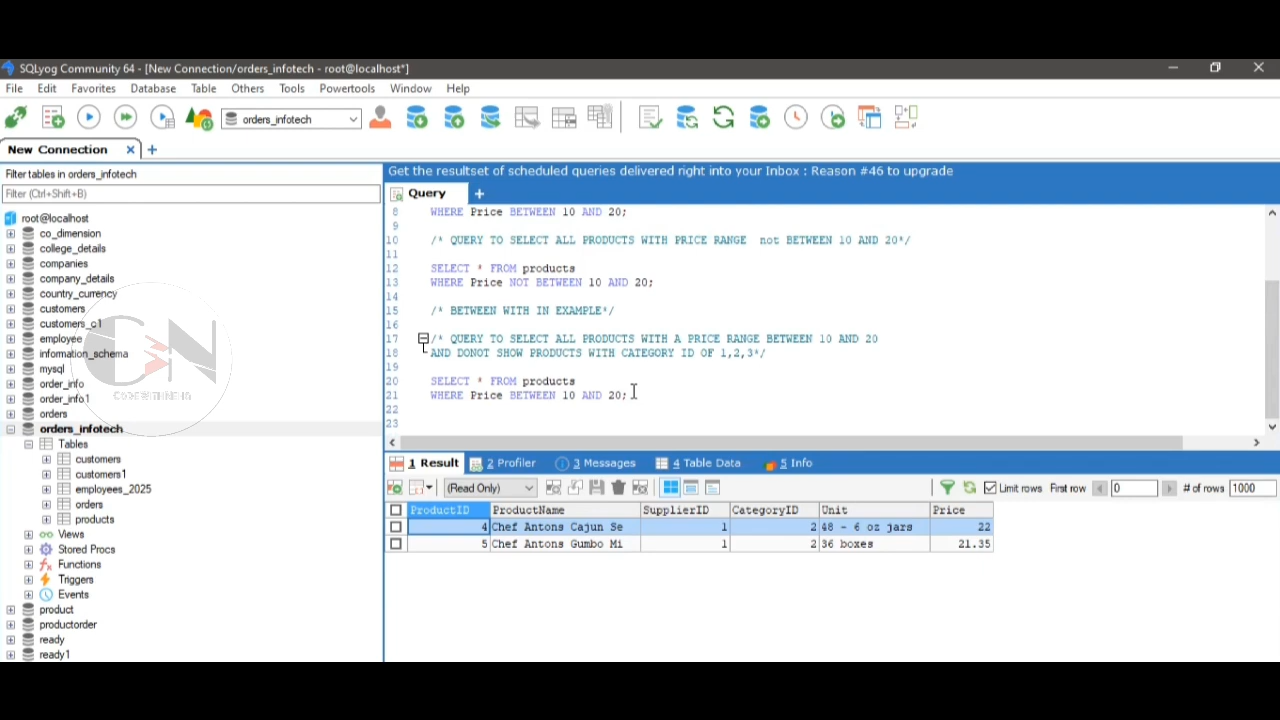 SQLyog Community 64 - [New Connection/orders_infotech - root@localhost*]
File Edit Favorites Database Table Others Tools Powertools Window Help
orders_infotech
New Connection
Filter tables in orders_infotech
Filter (Ctrl+Shift+B)
root@localhost
co_dimension
college_details
companies
company_details
country_currency
customers
customers_c1
employee
information_schema
mysql
order_info
order_info1
orders
orders_infotech
Tables
customers
customers1
employees_2025
orders
products
Views
Stored Procs
Functions
Triggers
Events
product
productorder
ready
ready1
Get the resultset of scheduled queries delivered right into your Inbox : Reason #46 to upgrade
Query
8 WHERE Price BETWEEN 10 AND 20;
9
10 /* QUERY TO SELECT ALL PRODUCTS WITH PRICE RANGE  not BETWEEN 10 AND 20*/
11
12 SELECT * FROM products
13 WHERE Price NOT BETWEEN 10 AND 20;
14
15 /* BETWEEN WITH IN EXAMPLE*/
16
17 /* QUERY TO SELECT ALL PRODUCTS WITH A PRICE RANGE BETWEEN 10 AND 20
18 AND DONOT SHOW PRODUCTS WITH CATEGORY ID OF 1,2,3*/
19
20 SELECT * FROM products
21 WHERE Price BETWEEN 10 AND 20;
22
23
1 Result 2 Profiler 3 Messages 4 Table Data 5 Info
(Read Only) Limit rows First row 0 # of rows 1000
ProductID ProductName SupplierID CategoryID Unit Price
4 Chef Antons Cajun Se 1 2 48 - 6 oz jars 22
5 Chef Antons Gumbo Mi 1 2 36 boxes 21.35